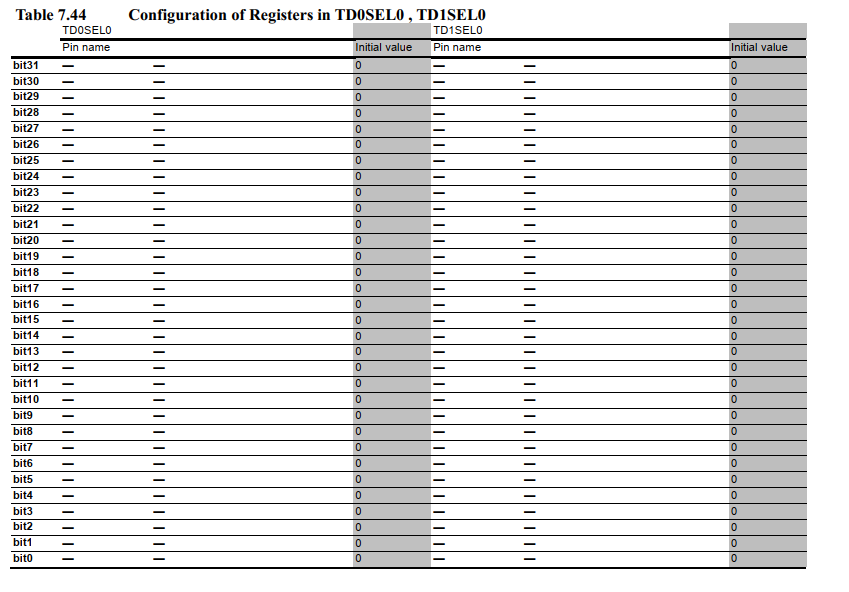 Table 7.44 Configuration of Registers in TD0SEL0 , TD1SEL0
TD0SEL0 TD1SEL0
Pin name Initial value Pin name Initial value
bit31 — — 0 — — 0
bit30 — — 0 — — 0
bit29 — — 0 — — 0
bit28 — — 0 — — 0
bit27 — — 0 — — 0
bit26 — — 0 — — 0
bit25 — — 0 — — 0
bit24 — — 0 — — 0
bit23 — — 0 — — 0
bit22 — — 0 — — 0
bit21 — — 0 — — 0
bit20 — — 0 — — 0
bit19 — — 0 — — 0
bit18 — — 0 — — 0
bit17 — — 0 — — 0
bit16 — — 0 — — 0
bit15 — — 0 — — 0
bit14 — — 0 — — 0
bit13 — — 0 — — 0
bit12 — — 0 — — 0
bit11 — — 0 — — 0
bit10 — — 0 — — 0
bit9 — — 0 — — 0
bit8 — — 0 — — 0
bit7 — — 0 — — 0
bit6 — — 0 — — 0
bit5 — — 0 — — 0
bit4 — — 0 — — 0
bit3 — — 0 — — 0
bit2 — — 0 — — 0
bit1 — — 0 — — 0
bit0 — — 0 — — 0